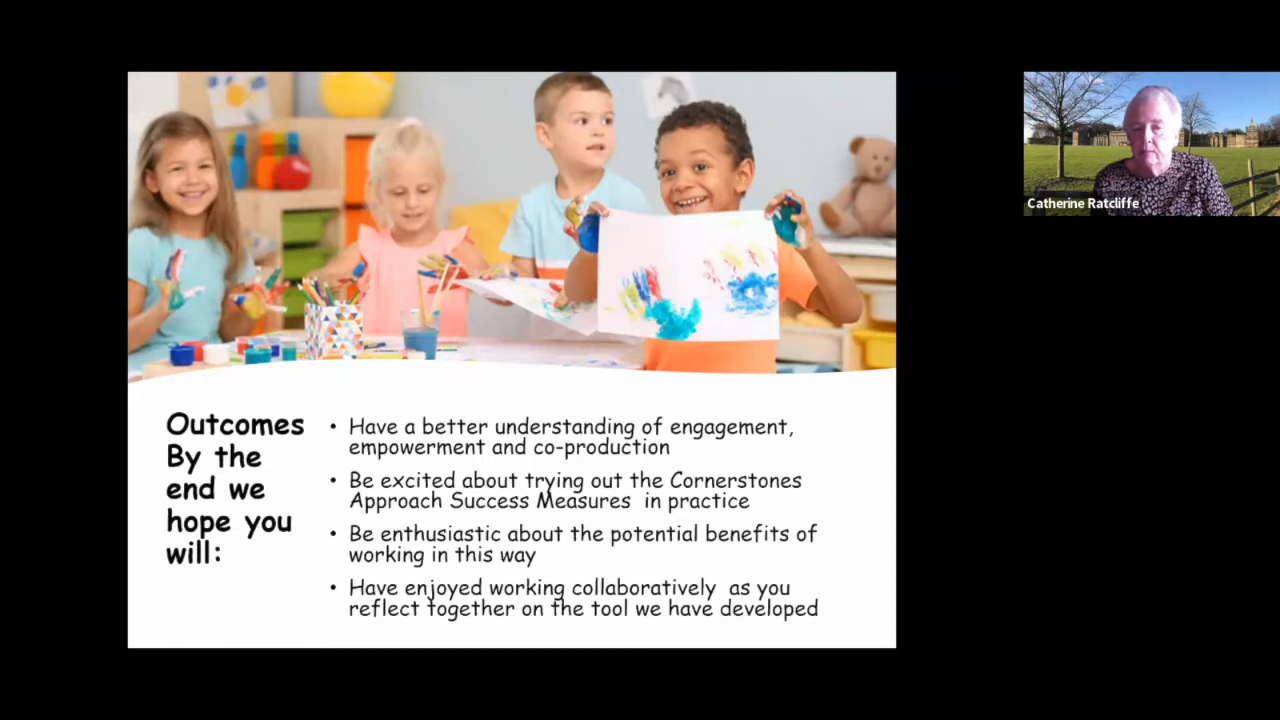 Catherine Ratcliffe
Outcomes
By the
end we
hope you
will:
• Have a better understanding of engagement,
empowerment and co-production
• Be excited about trying out the Cornerstones
Approach Success Measures in practice
• Be enthusiastic about the potential benefits of
working in this way
• Have enjoyed working collaboratively as you
reflect together on the tool we have developed